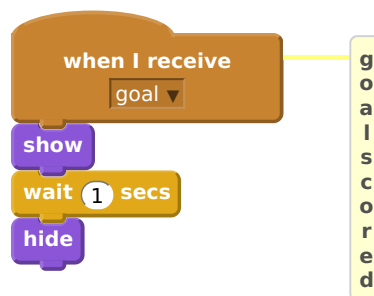 when I receive
goal ▼
show
wait 1 secs
hide
g
o
a
l
s
c
o
r
e
d